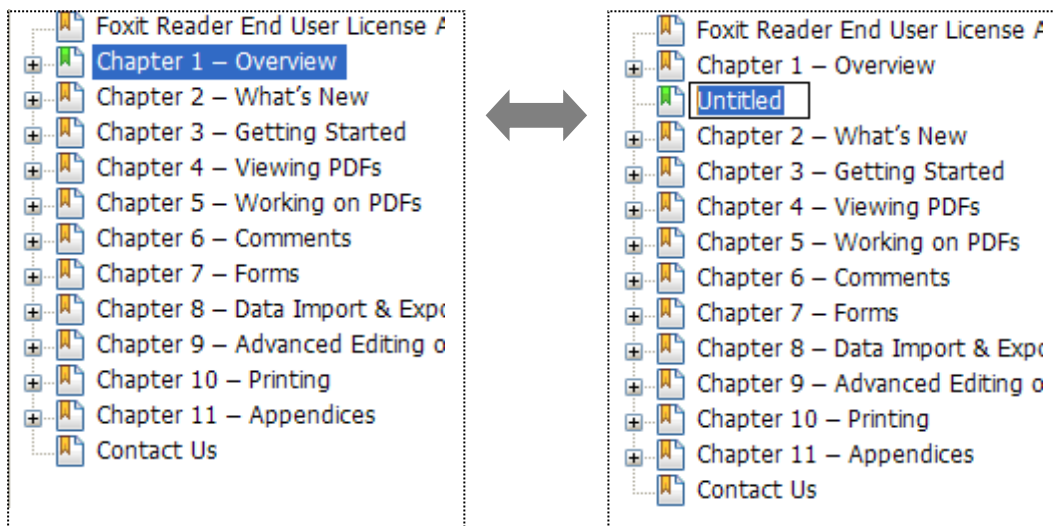 Foxit Reader End User License A
Chapter 1 – Overview
Chapter 2 – What's New
Chapter 3 – Getting Started
Chapter 4 – Viewing PDFs
Chapter 5 – Working on PDFs
Chapter 6 – Comments
Chapter 7 – Forms
Chapter 8 – Data Import & Expo
Chapter 9 – Advanced Editing o
Chapter 10 – Printing
Chapter 11 – Appendices
Contact Us
Foxit Reader End User License A
Chapter 1 – Overview
Untitled
Chapter 2 – What's New
Chapter 3 – Getting Started
Chapter 4 – Viewing PDFs
Chapter 5 – Working on PDFs
Chapter 6 – Comments
Chapter 7 – Forms
Chapter 8 – Data Import & Expo
Chapter 9 – Advanced Editing o
Chapter 10 – Printing
Chapter 11 – Appendices
Contact Us